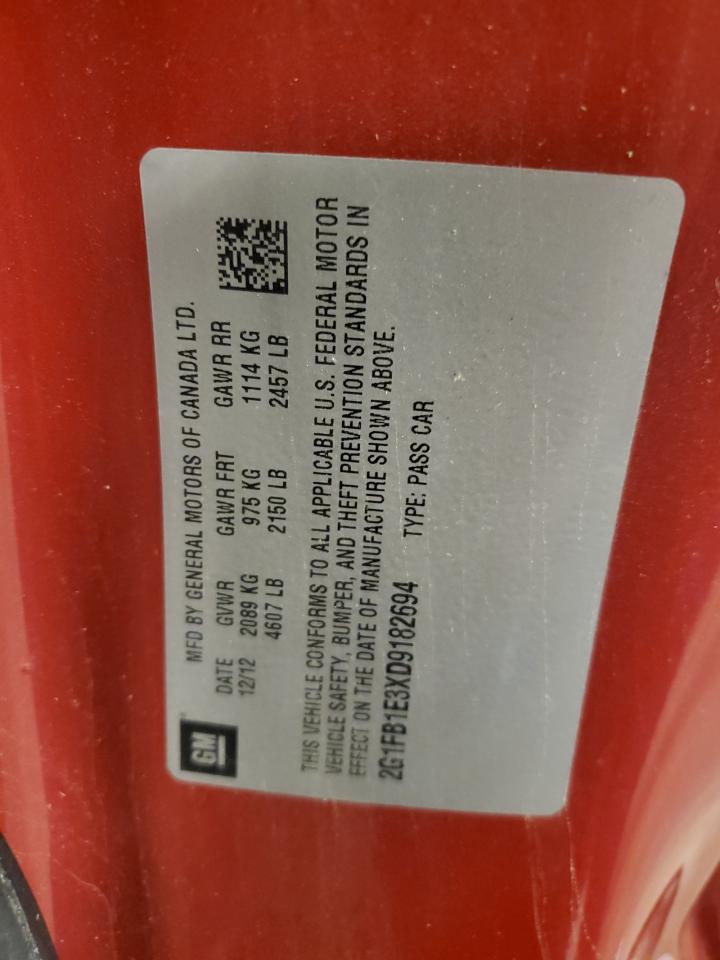 GM
MFD BY GENERAL MOTORS OF CANADA LTD.
DATE GVWR GAWR FRT GAWR RR
12/12 2089 KG 975 KG 1114 KG
4607 LB 2150 LB 2457 LB
THIS VEHICLE CONFORMS TO ALL APPLICABLE U.S. FEDERAL MOTOR
VEHICLE SAFETY, BUMPER, AND THEFT PREVENTION STANDARDS IN
EFFECT ON THE DATE OF MANUFACTURE SHOWN ABOVE.
2G1FB1E3XD9182694 TYPE: PASS CAR